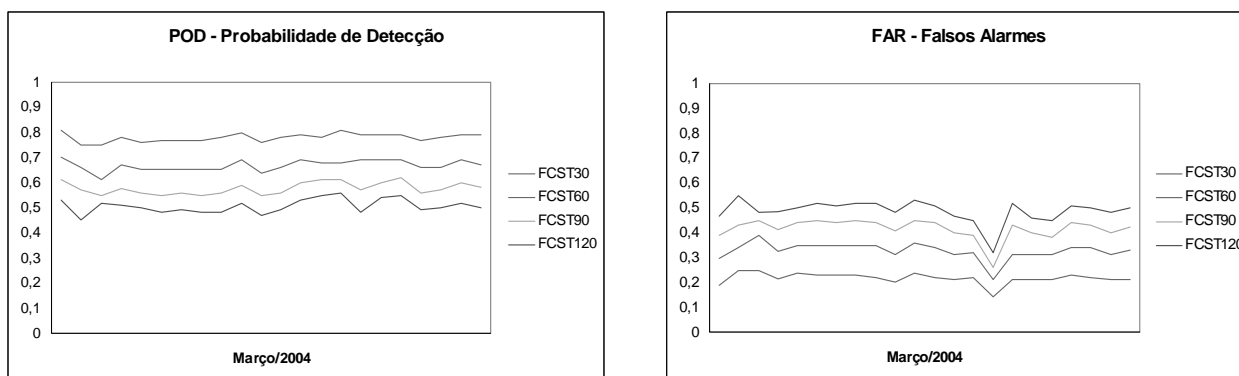 POD - Probabilidade de Detecção
1
0,9
0,8
0,7
0,6
0,5
0,4
0,3
0,2
0,1
0
FCST30
FCST60
FCST90
FCST120
Março/2004
FAR - Falsos Alarmes
1
0,9
0,8
0,7
0,6
0,5
0,4
0,3
0,2
0,1
0
FCST30
FCST60
FCST90
FCST120
Março/2004